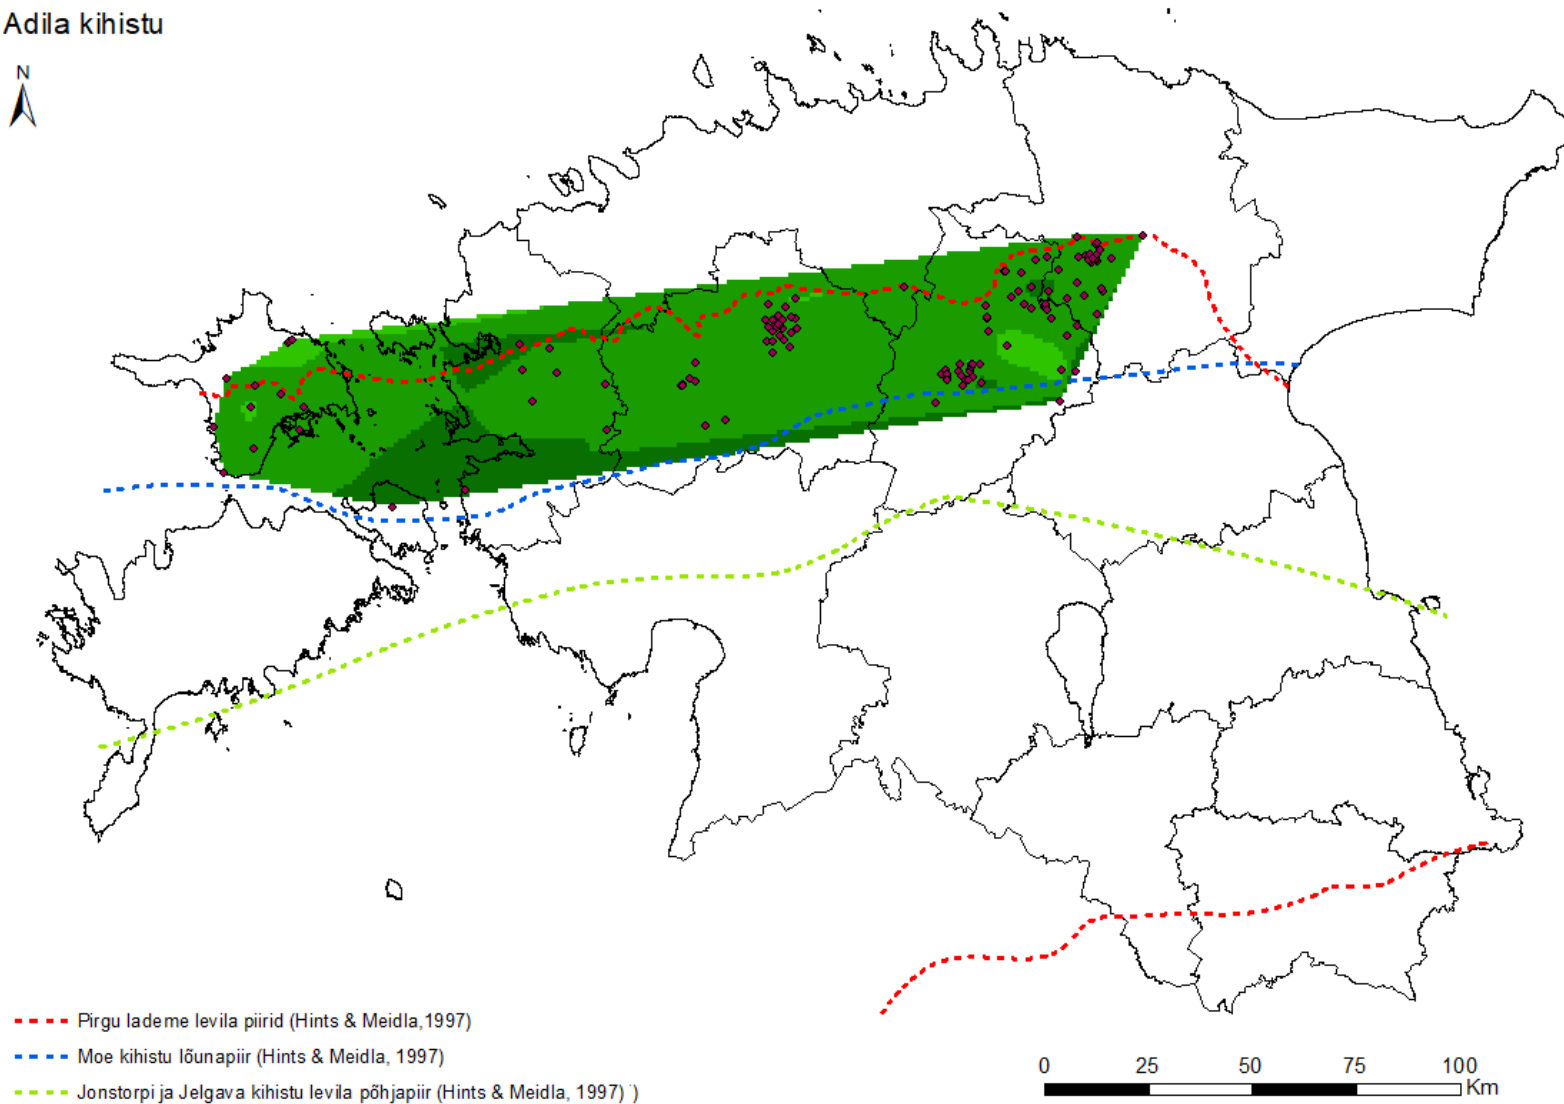 Adila kihistu
N
Pirgu lademe levila piirid (Hints & Meidla,1997)
Moe kihistu lõunapiir (Hints & Meidla, 1997)
Jonstorpi ja Jelgava kihistu levila põhjapiir (Hints & Meidla, 1997) )
0 25 50 75 100
Km